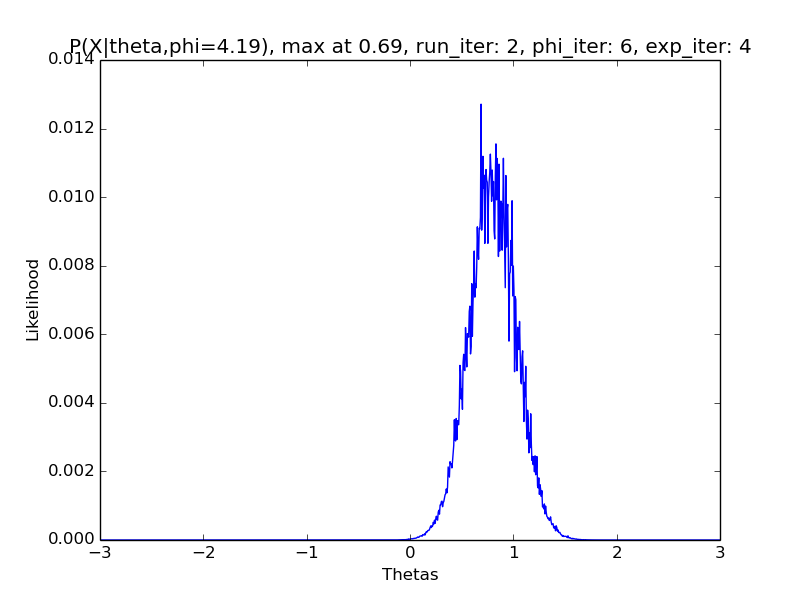 P(X|theta,phi=4.19), max at 0.69, run_iter: 2, phi_iter: 6, exp_iter: 4
0.014
0.012
0.010
0.008
0.006
0.004
0.002
0.000
Likelihood
−3 −2 −1 0 1 2 3
Thetas